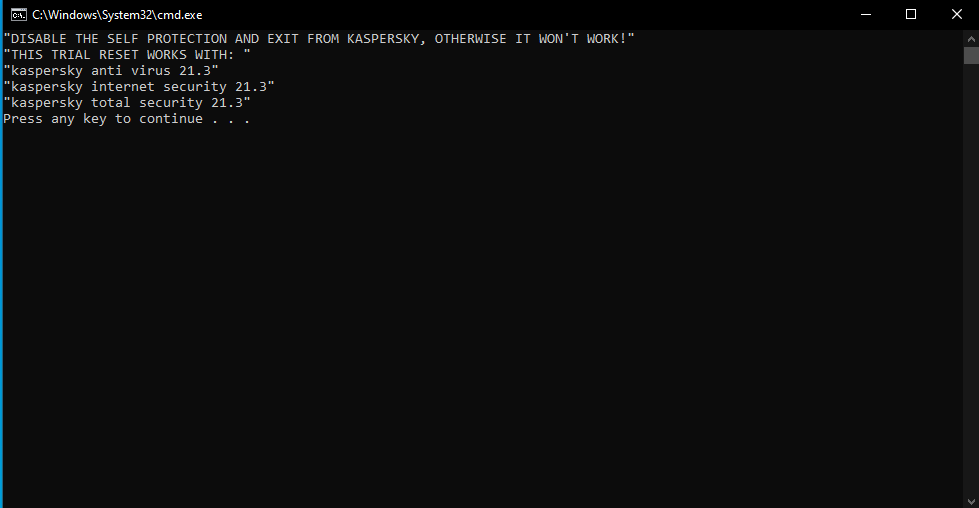 C:\Windows\System32\cmd.exe
"DISABLE THE SELF PROTECTION AND EXIT FROM KASPERSKY, OTHERWISE IT WON'T WORK!"
"THIS TRIAL RESET WORKS WITH: "
"kaspersky anti virus 21.3"
"kaspersky internet security 21.3"
"kaspersky total security 21.3"
Press any key to continue . . .